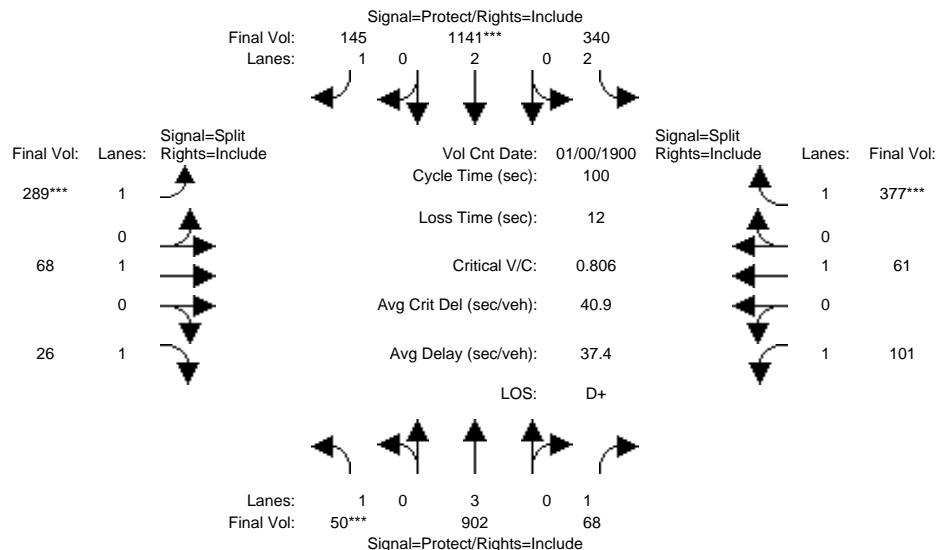 Signal=Protect/Rights=Include
Final Vol: 145 1141*** 340
Lanes: 1 0 2 0 2
Signal=Split
Final Vol: Lanes: Rights=Include
Vol Cnt Date: 01/00/1900
Signal=Split
Rights=Include Lanes: Final Vol:
Cycle Time (sec): 100
289*** 1
1 377***
Loss Time (sec): 12
0
0
68 1
Critical V/C: 0.806
1 61
0
Avg Crit Del (sec/veh): 40.9
0
26 1
Avg Delay (sec/veh): 37.4
1 101
LOS: D+
Lanes: 1 0 3 0 1
Final Vol: 50*** 902 68
Signal=Protect/Rights=Include